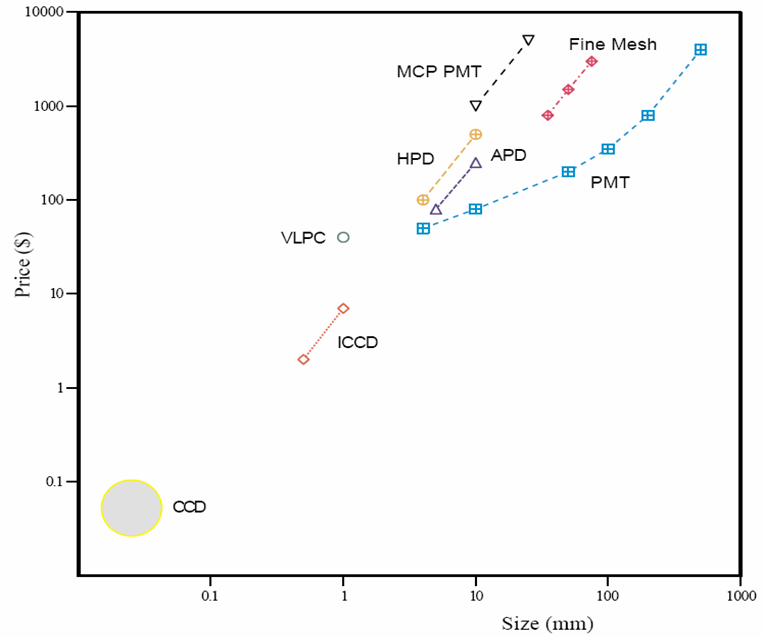 10000
Fine Mesh
MCP PMT
1000
HPD
APD
PMT
100
VLPC
Price ($)
10
ICCD
1
0.1
CCD
0.1 1 10 100 1000
Size (mm)